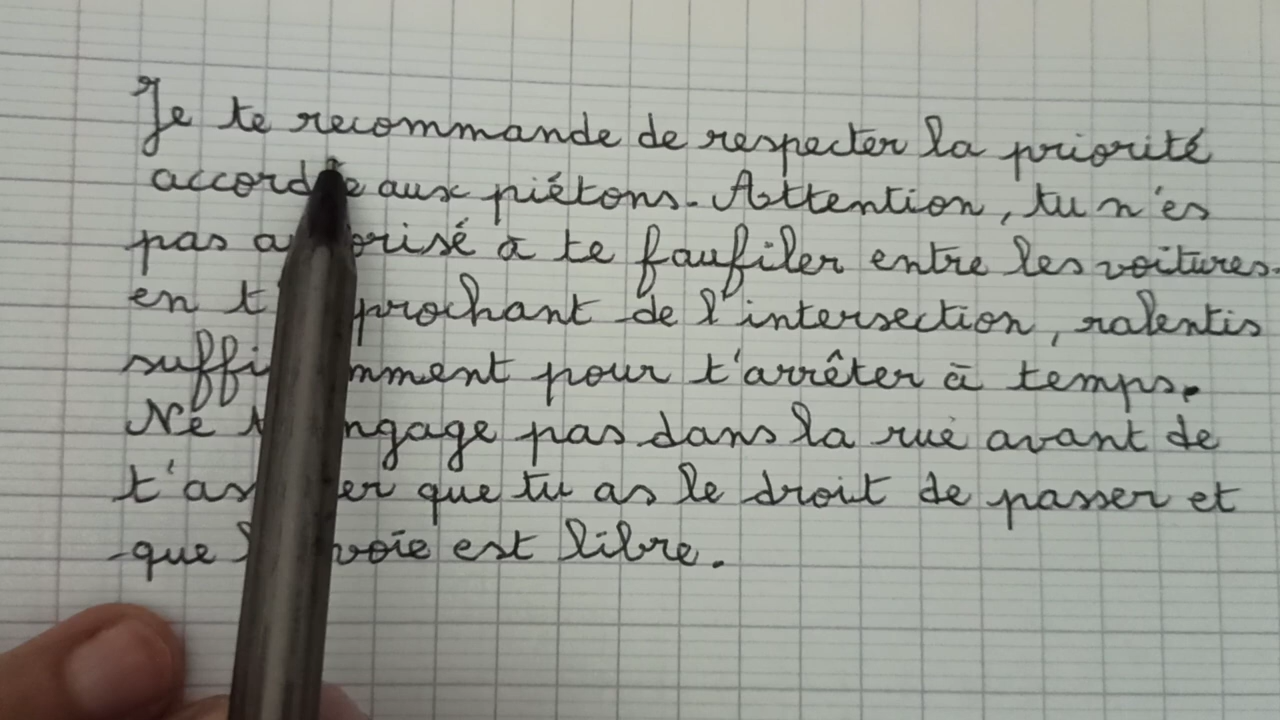 Je te recommande de respecter la priorité
aux piétons. Attention, tu n'es
pas à te faufiler entre les voitures.
en de l'intersection, ralentis
pour t'arrêter à temps.
Ne pas dans la rue avant de
que tu as le droit de passer et
que voie est libre.